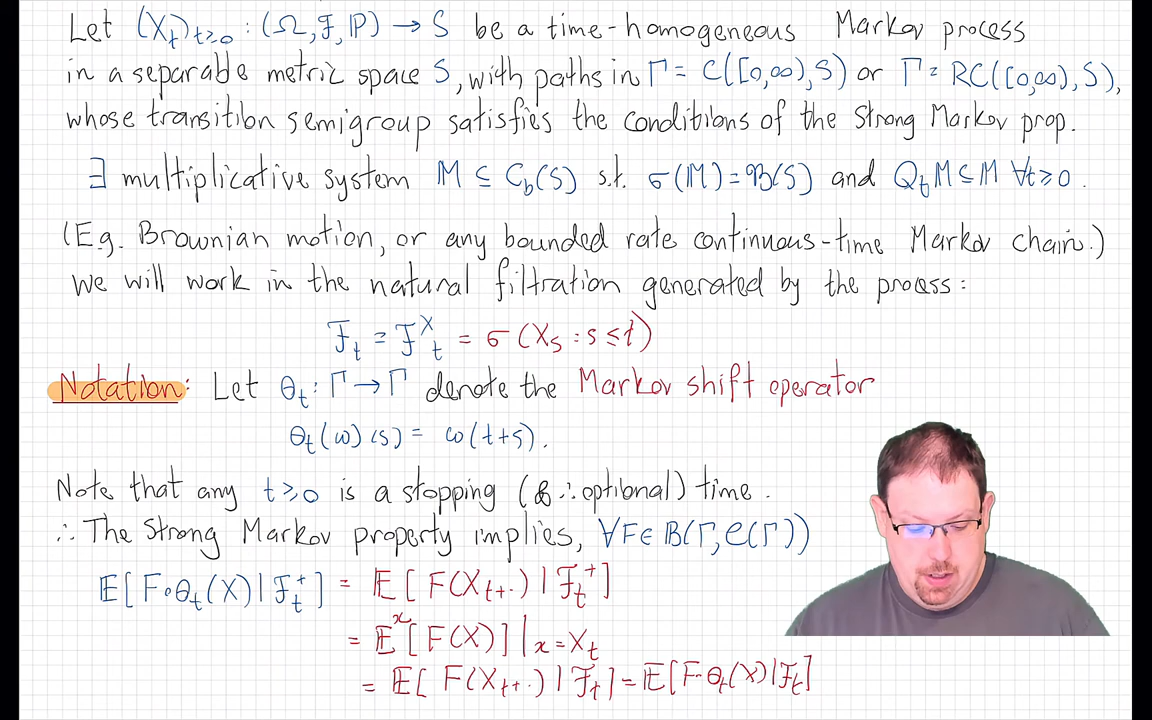 Let (X_t)_{t≥0} : (Ω, ℱ, ℙ) → S be a time-homogeneous Markov process
in a separable metric space S, with paths in Γ = C([0,∞),S) or Γ = RC([0,∞),S),
whose transition semigroup satisfies the conditions of the Strong Markov prop.
∃ multiplicative system 𝕄 ⊆ C_b(S) s.t. σ(𝕄) = 𝓑(S) and Q_t 𝕄 ⊆ 𝕄 ∀t≥0.
(E.g. Brownian motion, or any bounded rate continuous-time Markov chain.)
We will work in the natural filtration generated by the process:
ℱ_t = ℱ^X_t = σ(X_s : s ≤ t)
Notation: Let θ_t : Γ → Γ denote the Markov shift operator
θ_t(ω)(s) = ω(t+s).
Note that any t≥0 is a stopping (& ∴ optional) time.
∴ The Strong Markov property implies, ∀F ∈ 𝔹(Γ, 𝒞(Γ))
𝔼[F∘θ_t(X) | ℱ_t^+] = 𝔼[F(X_{t+·}) | ℱ_t^+]
= 𝔼^x[F(X)] |_{x=X_t}
= 𝔼[F(X_{t+·}) | ℱ_t] = 𝔼[F∘θ_t(X) | ℱ_t]